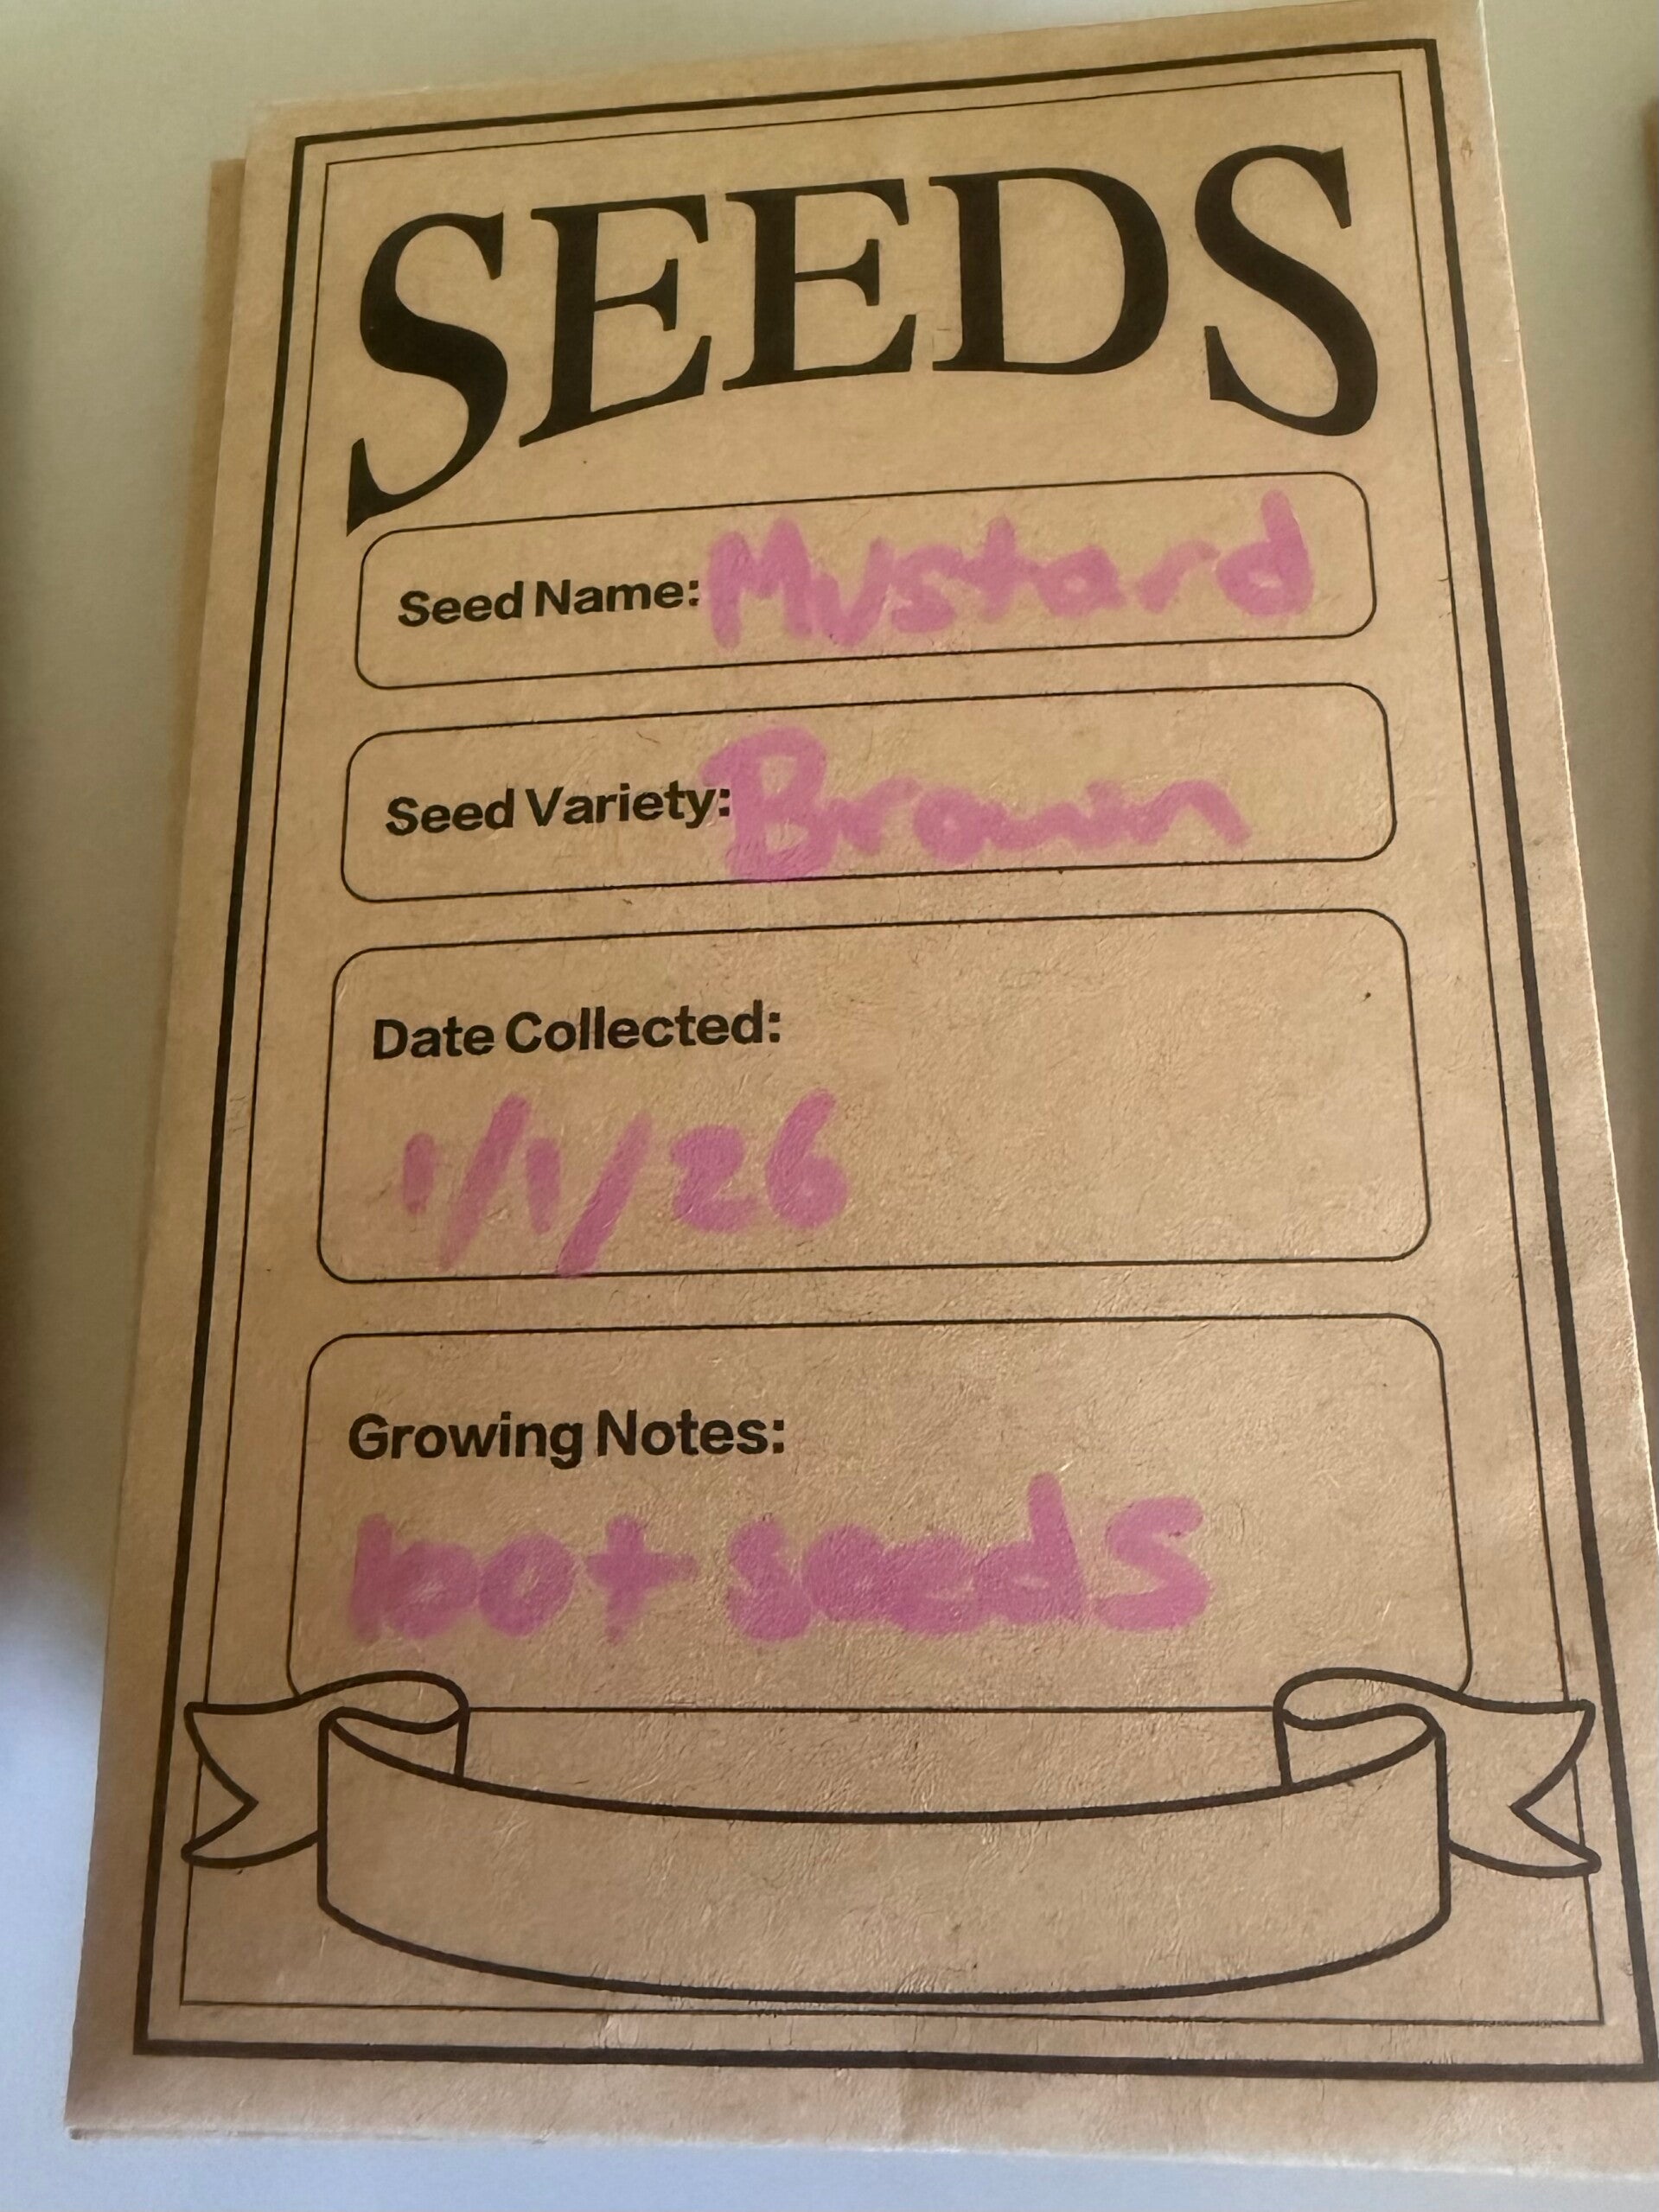 SEEDS
Seed Name: Mustard
Seed Variety: Brown
Date Collected:
1/1/26
Growing Notes:
100+ seeds